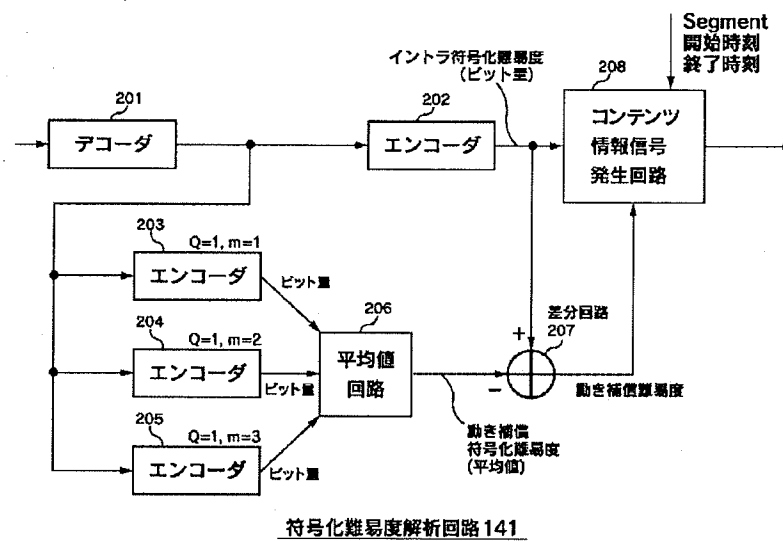 Segment
開始時刻
終了時刻
イントラ符号化難易度
(ビット量)
208
201
202
デコーダ
エンコーダ
コンテンツ
情報信号
発生回路
203
Q=1, m=1
エンコーダ
ビット量
204
Q=1, m=2
エンコーダ
ビット量
205
Q=1, m=3
エンコーダ
ビット量
206
平均値
回路
差分回路
207
+
−
動き補償難易度
動き補償
符号化難易度
(平均値)
符号化難易度解析回路141